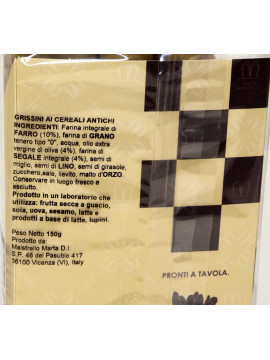 GRISSINI AI CEREALI ANTICHI
INGREDIENTI: Farina integrale di
FARRO (10%), farina di GRANO
tenero tipo "0", acqua, olio extra
vergine di oliva (4%), farina di
SEGALE integrale (4%), semi di
miglio, semi di LINO, semi di girasole,
zucchero,sale, lievito, malto d'ORZO.
Conservare in luogo fresco e
asciutto.
Prodotto in un laboratorio che
utilizza: frutta secca a guscio,
soia, uova, sesamo, latte e
prodotti a base di latte, lupini.
Peso Netto 150g
Prodotto da:
Maistrello Marta D.I.
S.P. 46 del Pasubio 417
36100 Vicenza (VI), Italy
PRONTI A TAVOLA.